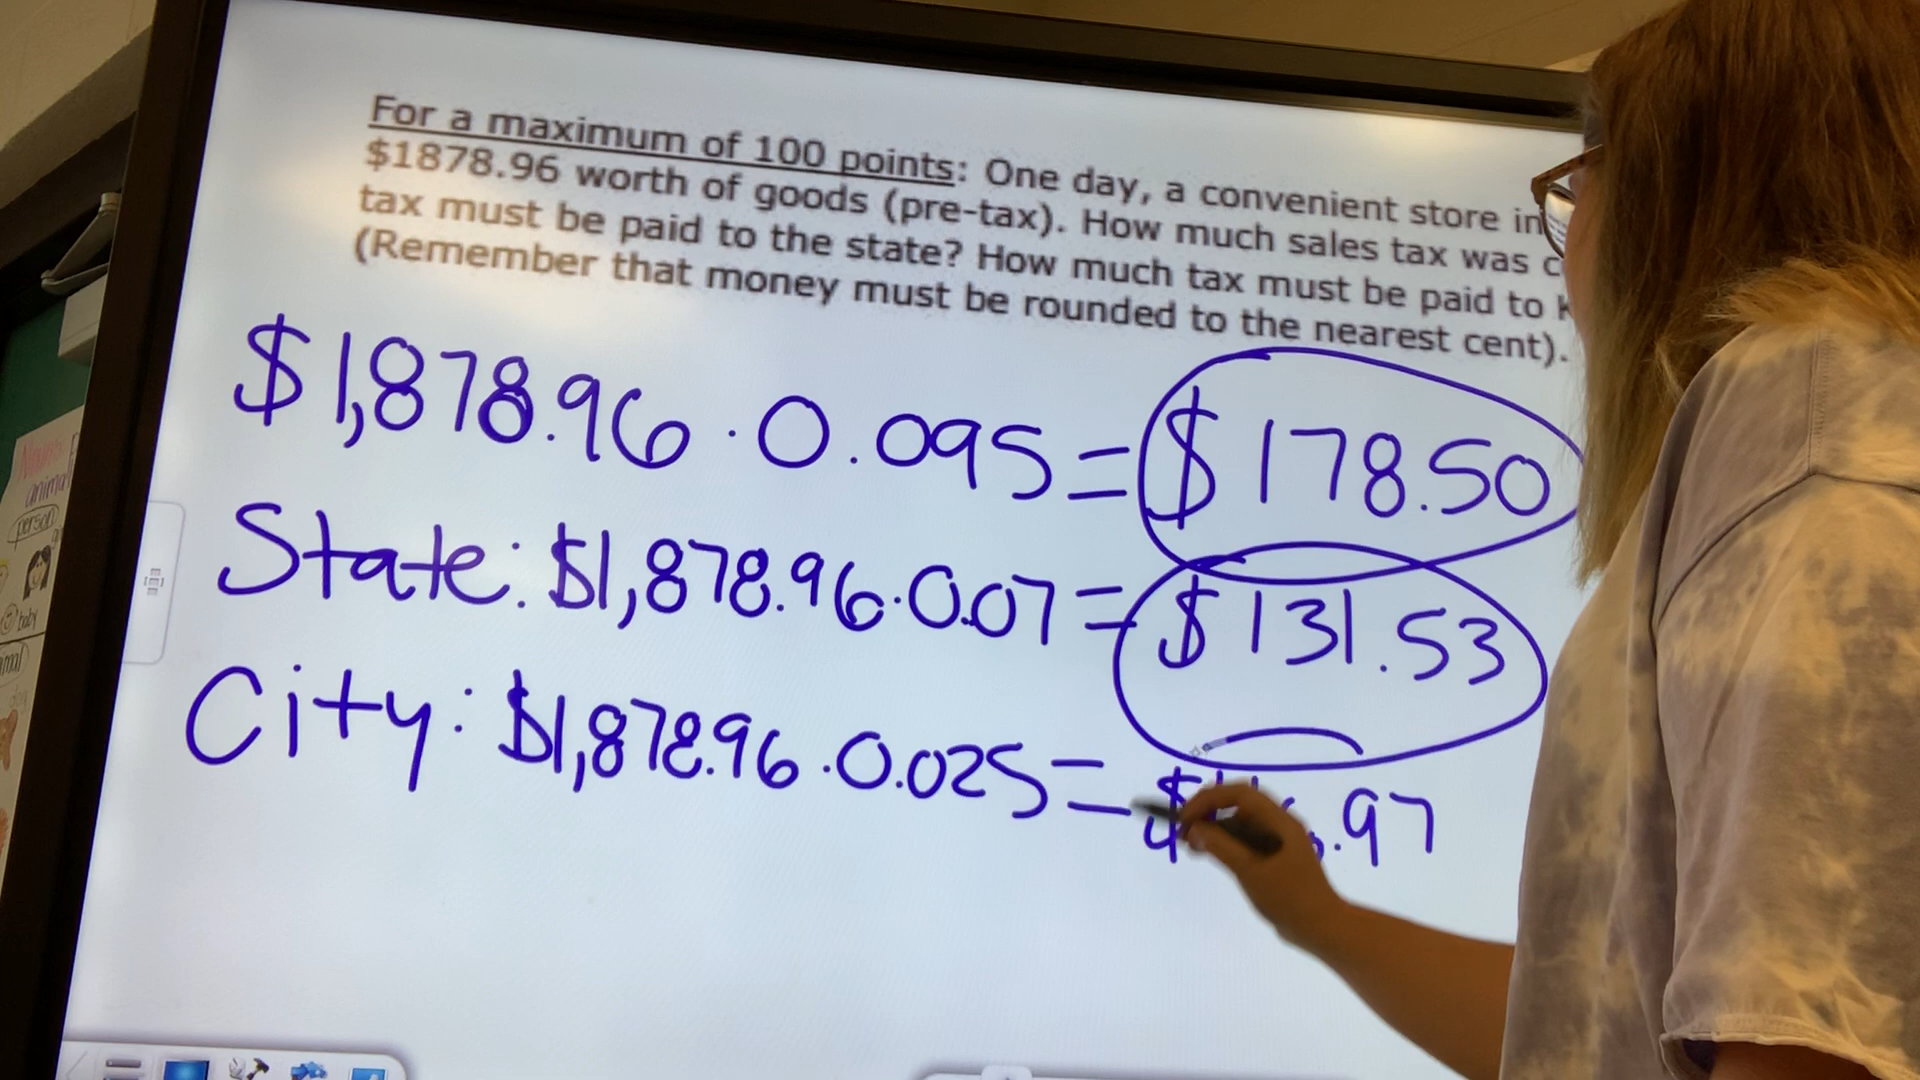 For a maximum of 100 points: One day, a convenient store in
$1878.96 worth of goods (pre-tax). How much sales tax was
tax must be paid to the state? How much tax must be paid to
(Remember that money must be rounded to the nearest cent).
$1,878.96 · 0.095 = $178.50
State: $1,878.96 · 0.07 = $131.53
City: $1,878.96 · 0.025 = $ .97
person
baby